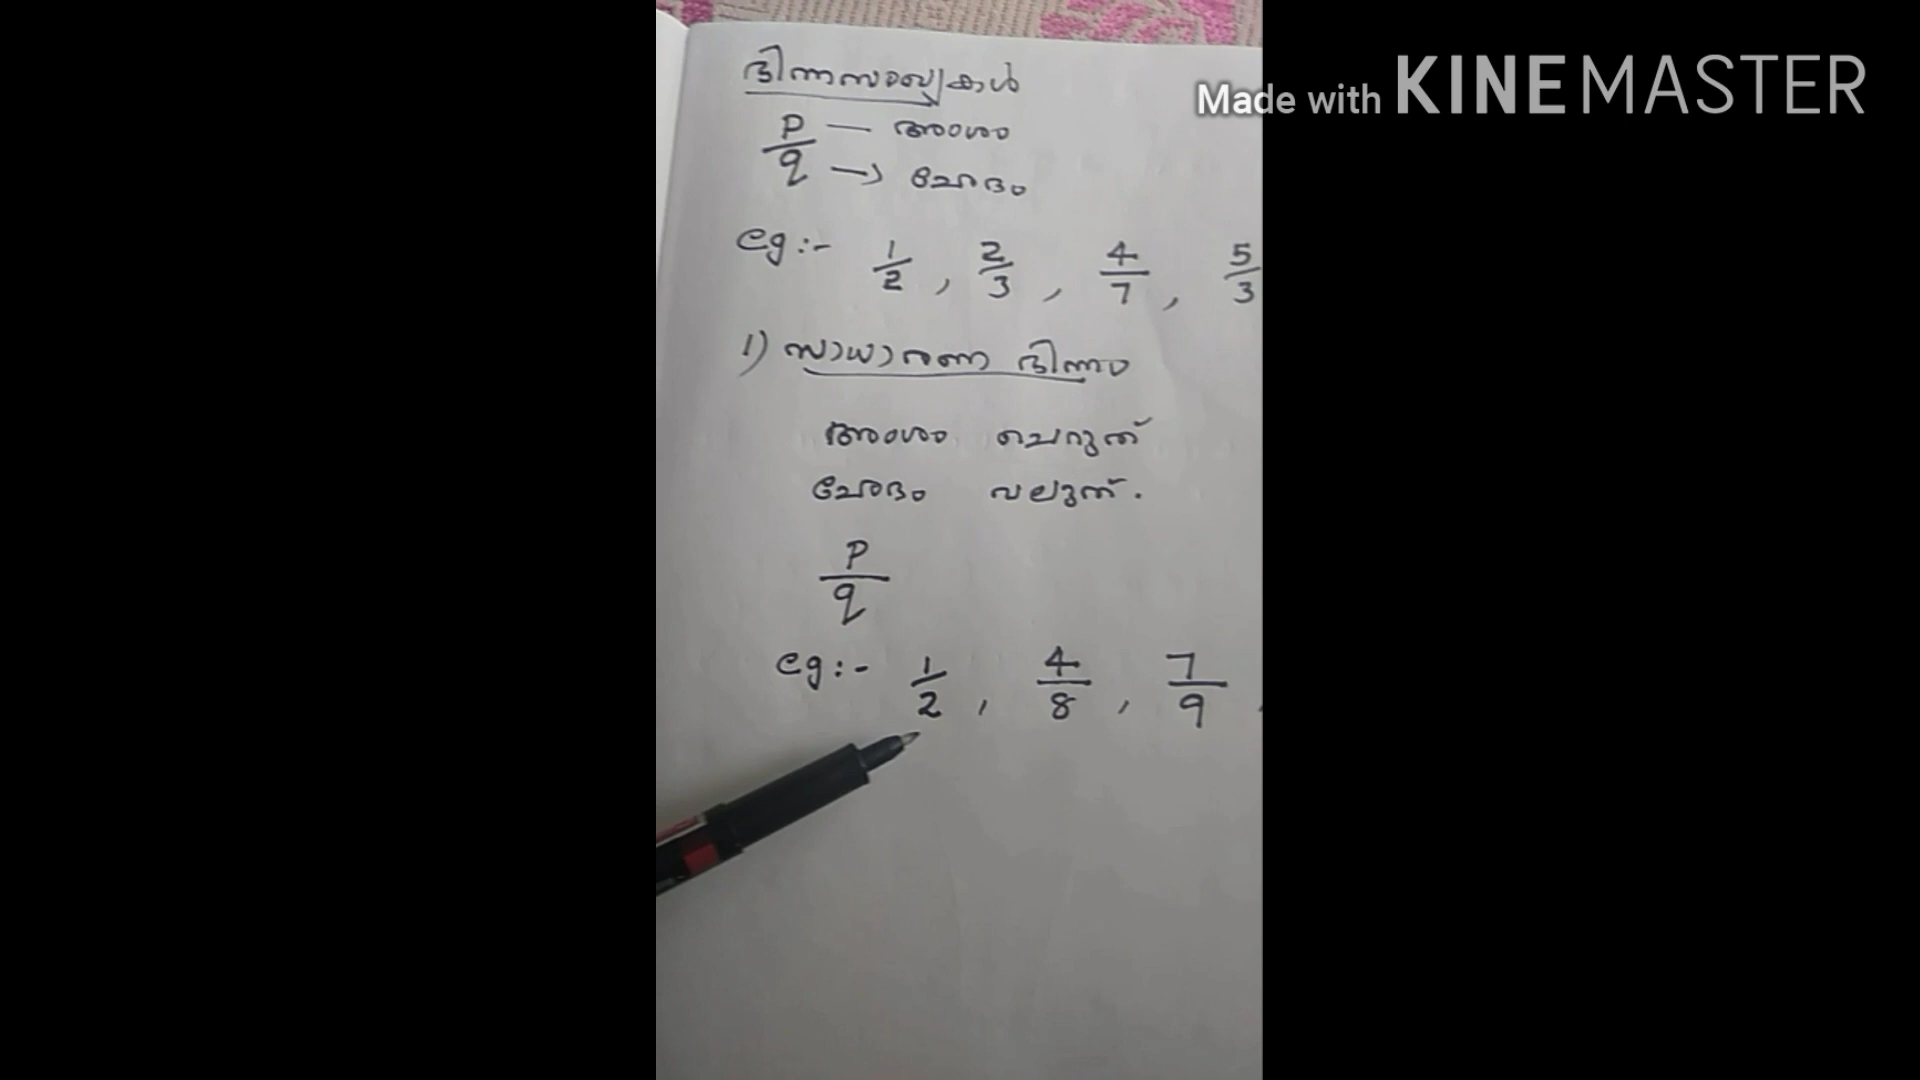 ഭിന്നസംഖ്യകൾ
Made with KINEMASTER
P/q — അംശം
→ ഛേദം
eg:- 1/2 , 2/3 , 4/7 , 5/3
1) സാധാരണ ഭിന്നം
അംശം ചെറുത്
ഛേദം വലുത്.
P/q
eg:- 1/2 , 4/8 , 7/9